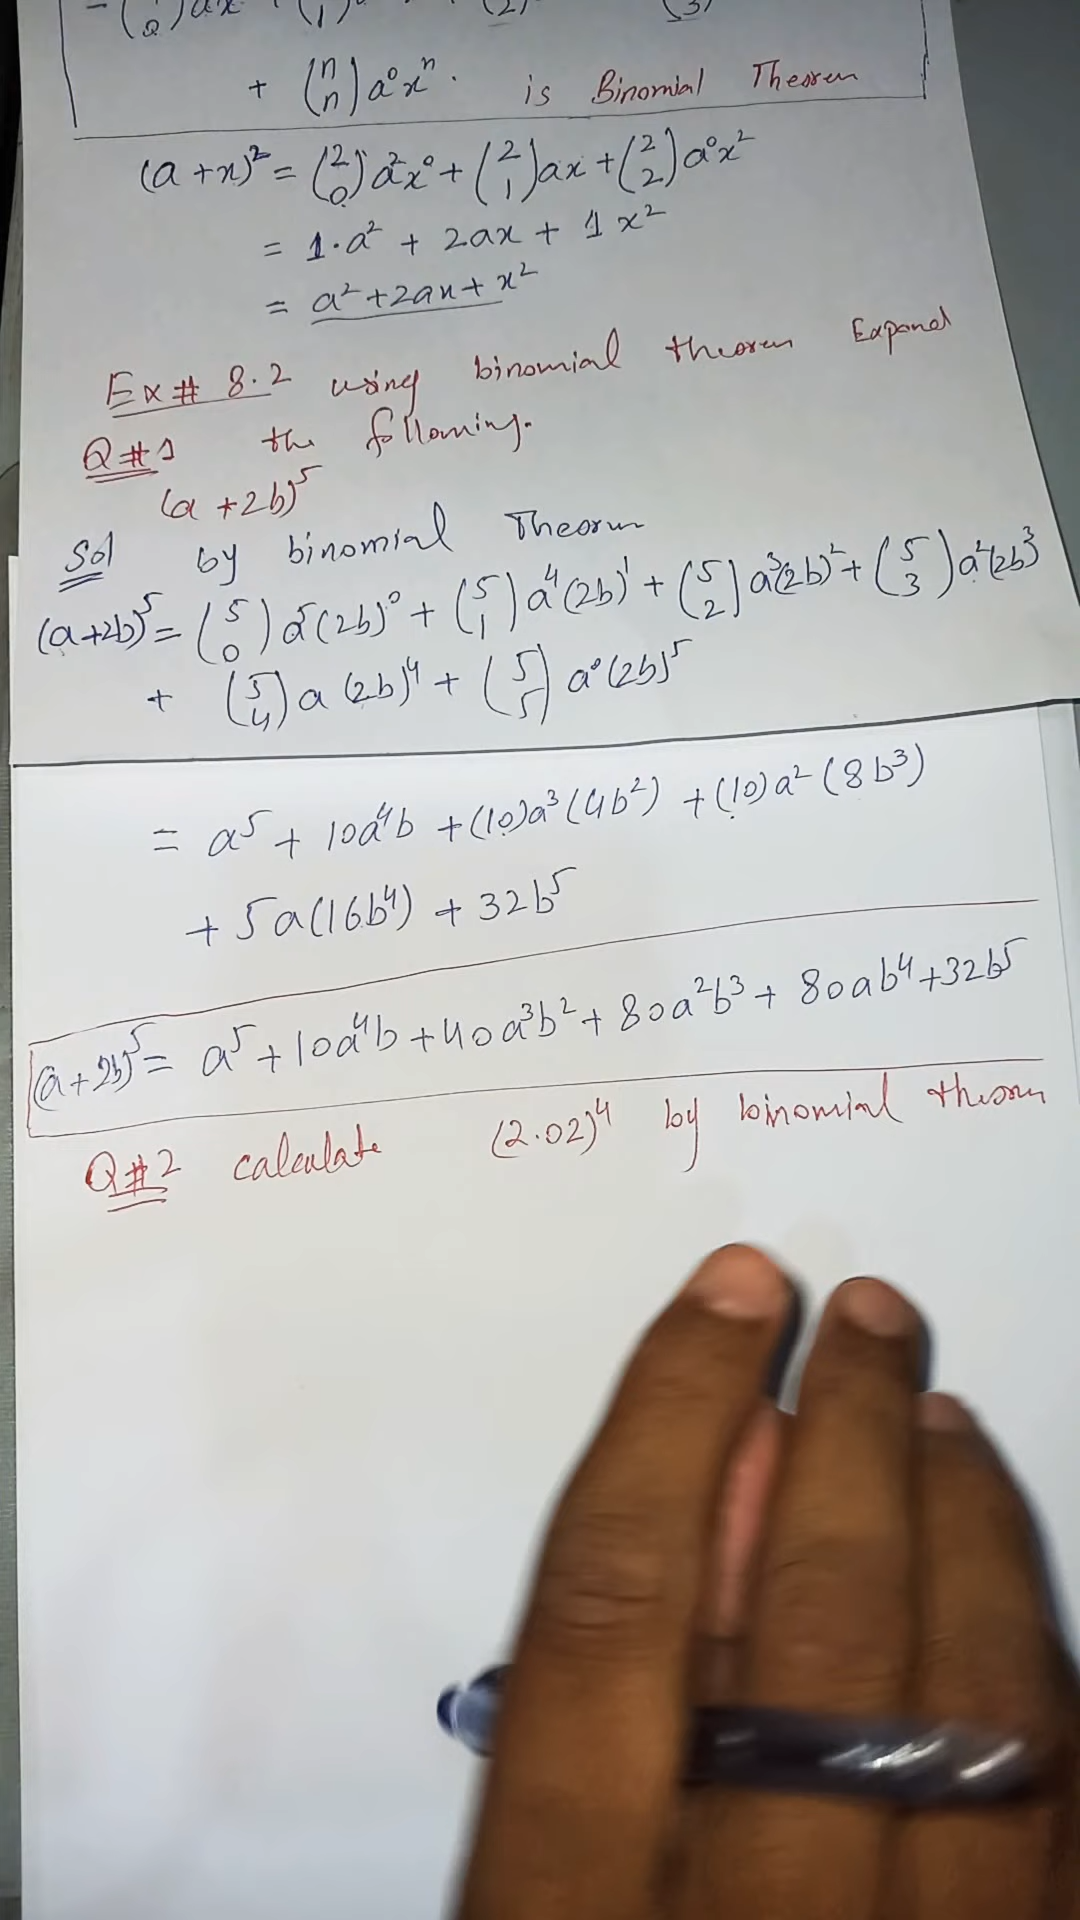 + (n n) a⁰xⁿ. is Binomial Theorem
(a + x)² = (2 0) a²x⁰ + (2 1) ax + (2 2) a⁰x²
= 1·a² + 2ax + 1 x²
= a² + 2ax + x²
Ex# 8.2 using binomial theorem Expand
Q#1 the following.
(a + 2b)⁵
Sol by binomial Theorem
(a+2b)⁵ = (5 0) a⁵(2b)⁰ + (5 1) a⁴(2b)¹ + (5 2) a³(2b)² + (5 3) a²(2b)³
+ (5 4) a (2b)⁴ + (5 5) a⁰(2b)⁵
= a⁵ + 10a⁴b + (10)a³(4b²) + (10)a²(8b³)
+ 5a(16b⁴) + 32b⁵
(a+2b)⁵ = a⁵ + 10a⁴b + 40a³b² + 80a²b³ + 80ab⁴ + 32b⁵
Q#2 calculate (2.02)⁴ by binomial theorem